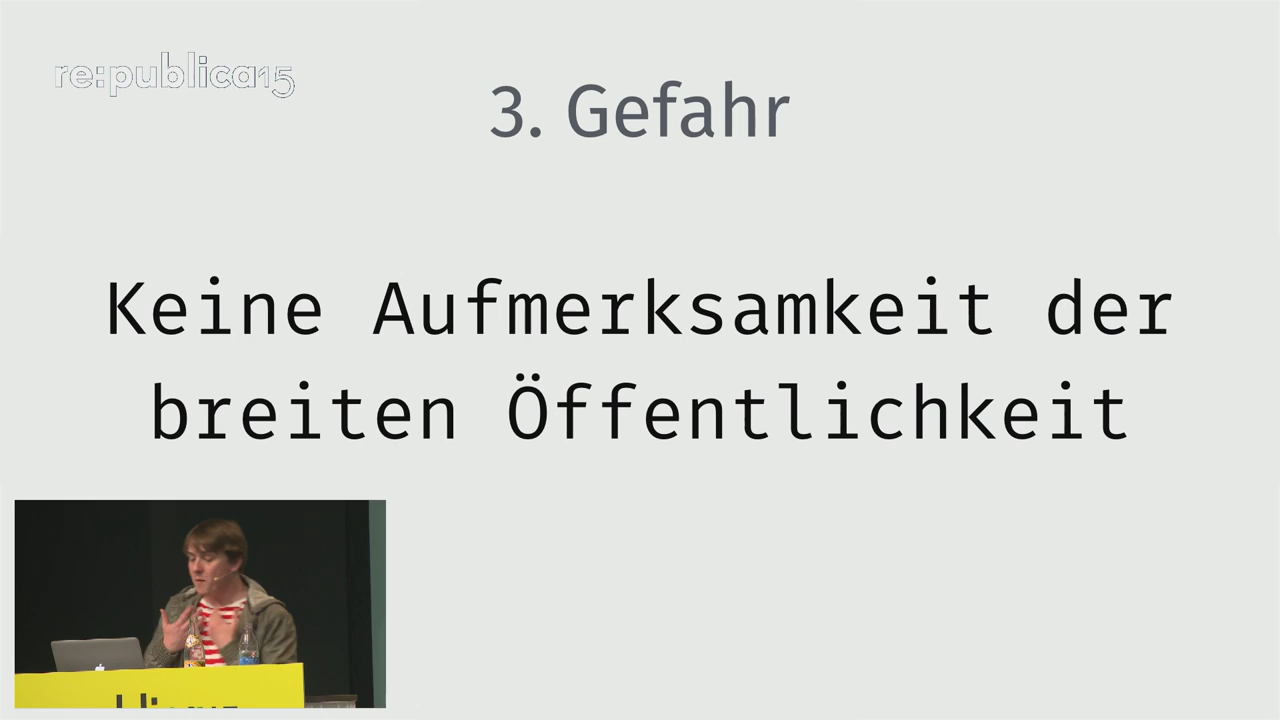 re:publica15
3. Gefahr
Keine Aufmerksamkeit der
breiten Öffentlichkeit